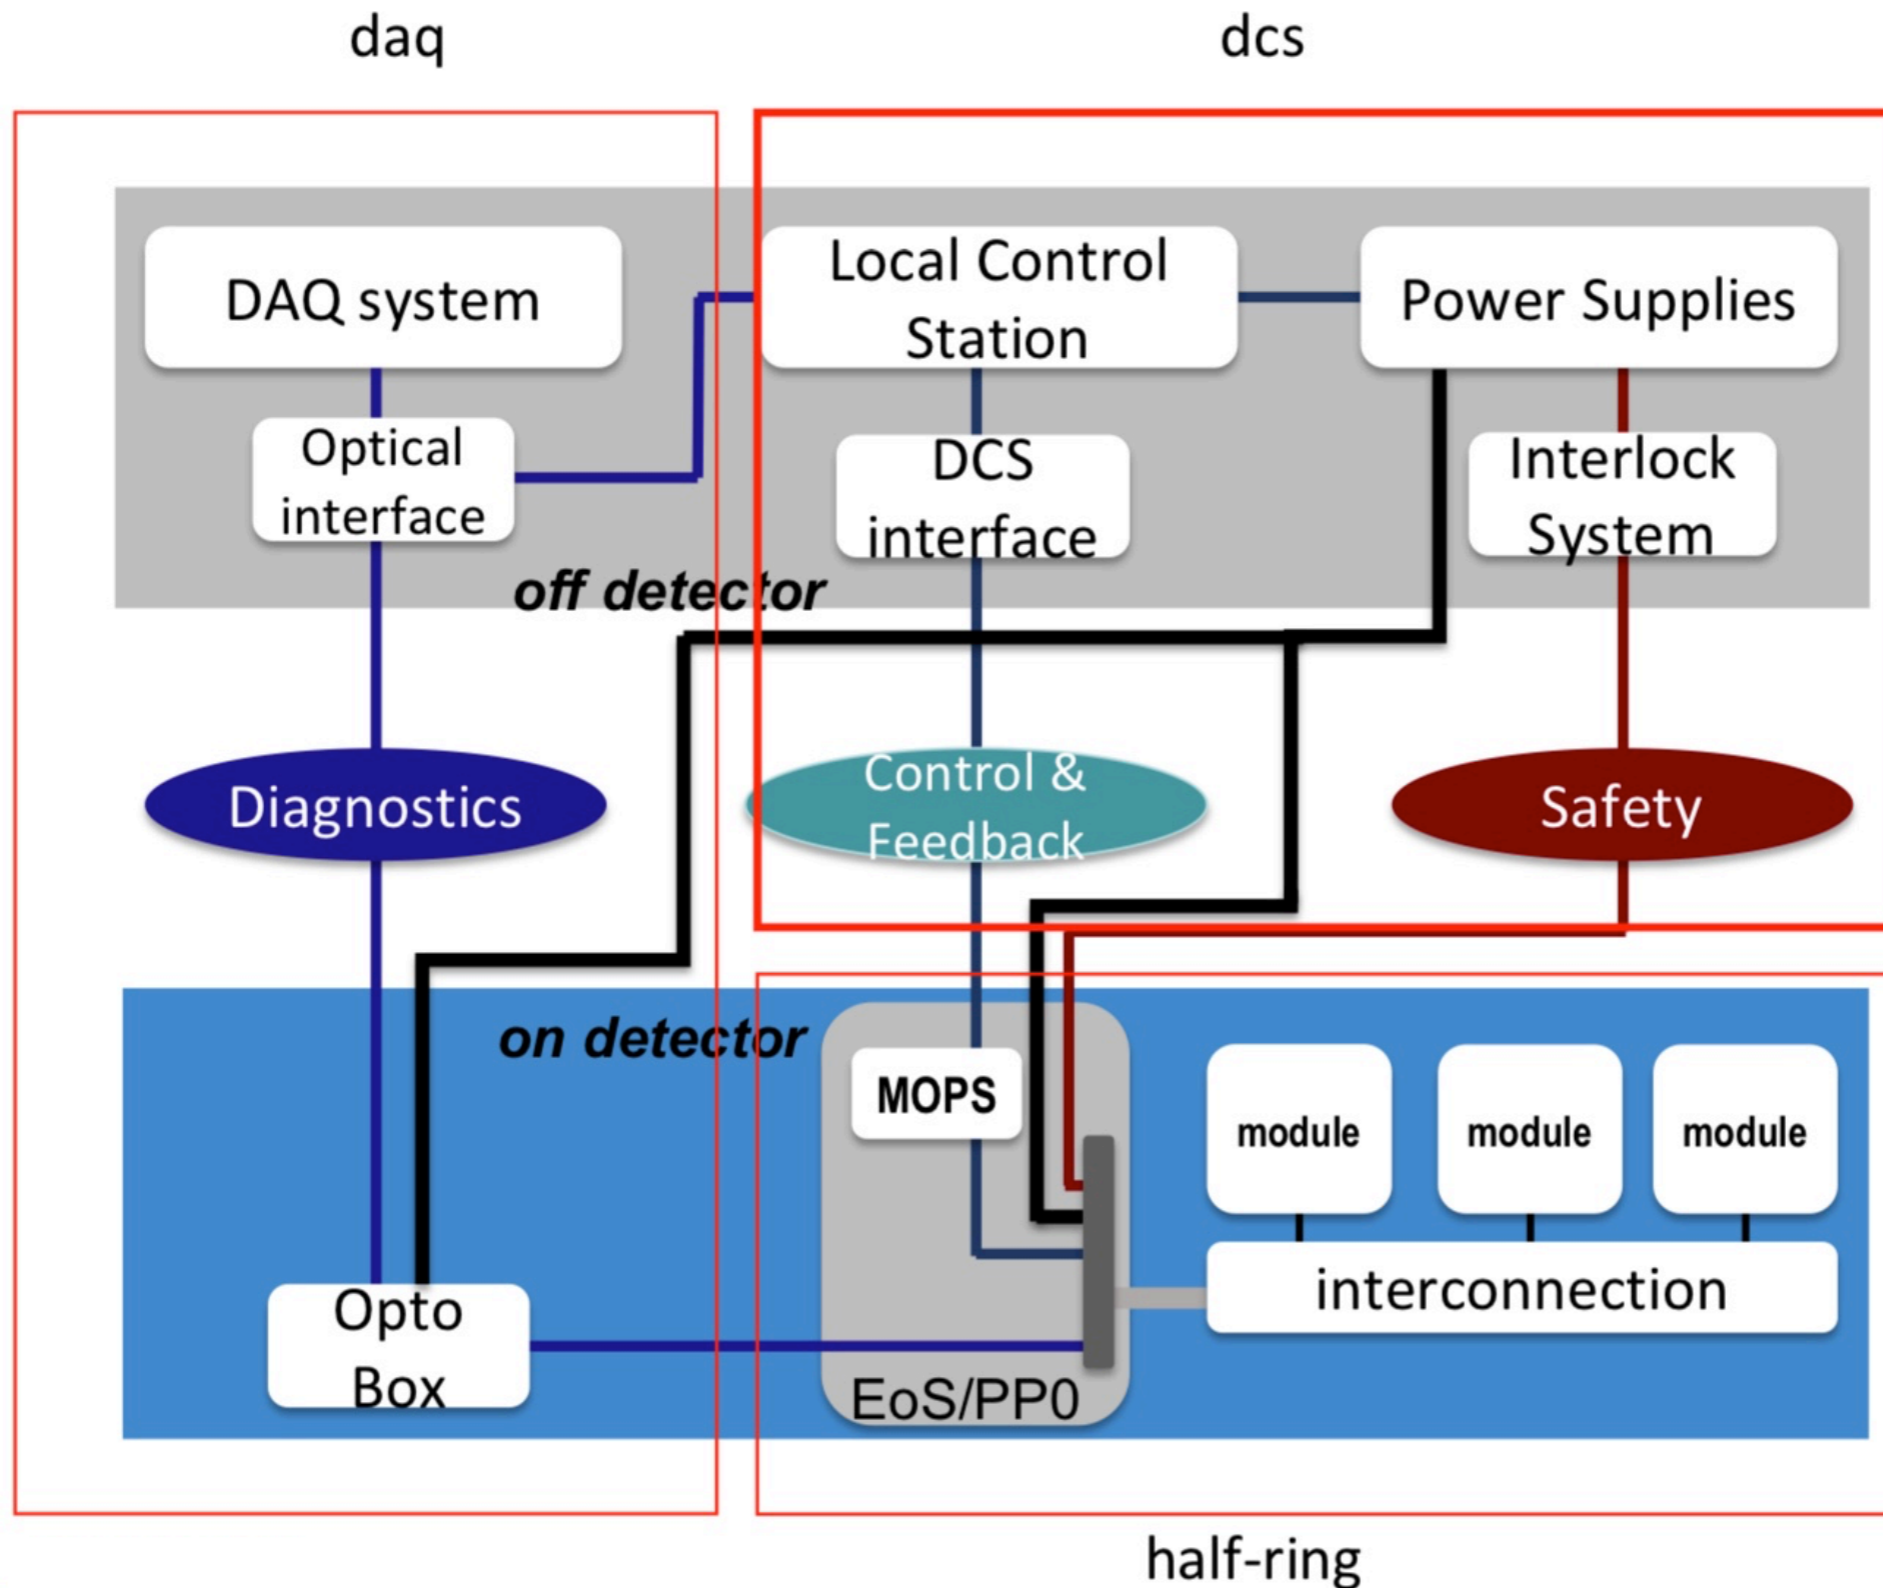 daq
dcs
DAQ system
Local Control
Station
Power Supplies
Optical
interface
DCS
interface
Interlock
System
off detector
Diagnostics
Control &
Feedback
Safety
on detector
MOPS
module
module
module
interconnection
Opto
Box
EoS/PP0
half-ring